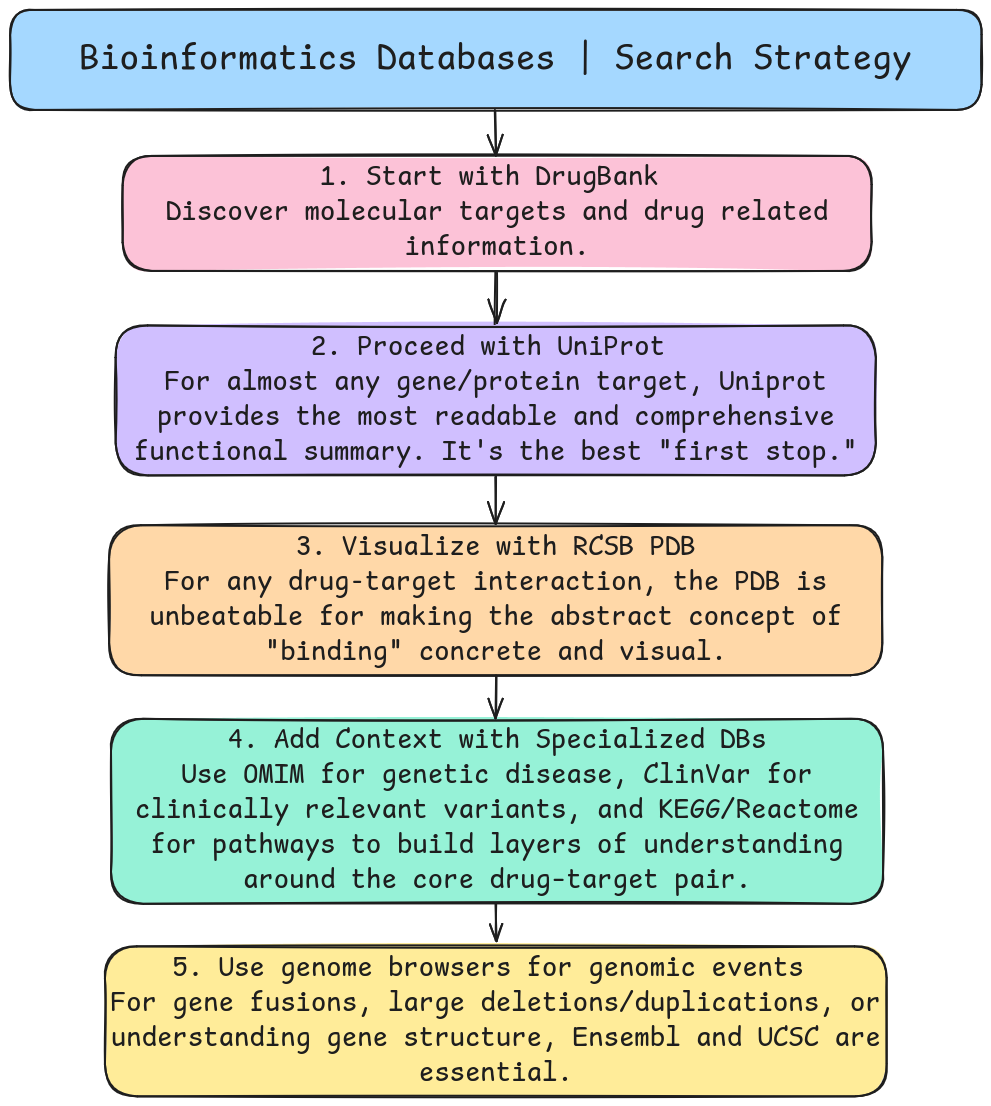 Bioinformatics Databases | Search Strategy
1. Start with DrugBank
Discover molecular targets and drug related
information.
2. Proceed with UniProt
For almost any gene/protein target, Uniprot
provides the most readable and comprehensive
functional summary. It's the best "first stop."
3. Visualize with RCSB PDB
For any drug-target interaction, the PDB is
unbeatable for making the abstract concept of
"binding" concrete and visual.
4. Add Context with Specialized DBs
Use OMIM for genetic disease, ClinVar for
clinically relevant variants, and KEGG/Reactome
for pathways to build layers of understanding
around the core drug-target pair.
5. Use genome browsers for genomic events
For gene fusions, large deletions/duplications, or
understanding gene structure, Ensembl and UCSC are
essential.